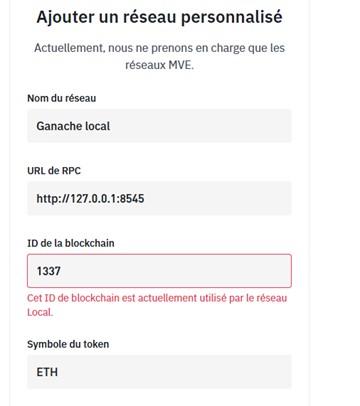 Ajouter un réseau personnalisé
Actuellement, nous ne prenons en charge que les
réseaux MVE.
Nom du réseau
Ganache local
URL de RPC
http://127.0.0.1:8545
ID de la blockchain
1337
Cet ID de blockchain est actuellement utilisé par le réseau
Local.
Symbole du token
ETH